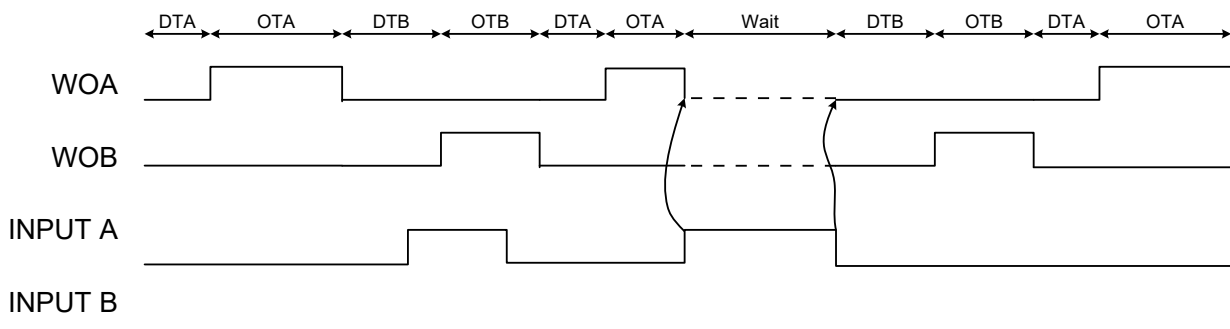 DTA OTA DTB OTB DTA OTA Wait DTB OTB DTA OTA
WOA
WOB
INPUT A
INPUT B